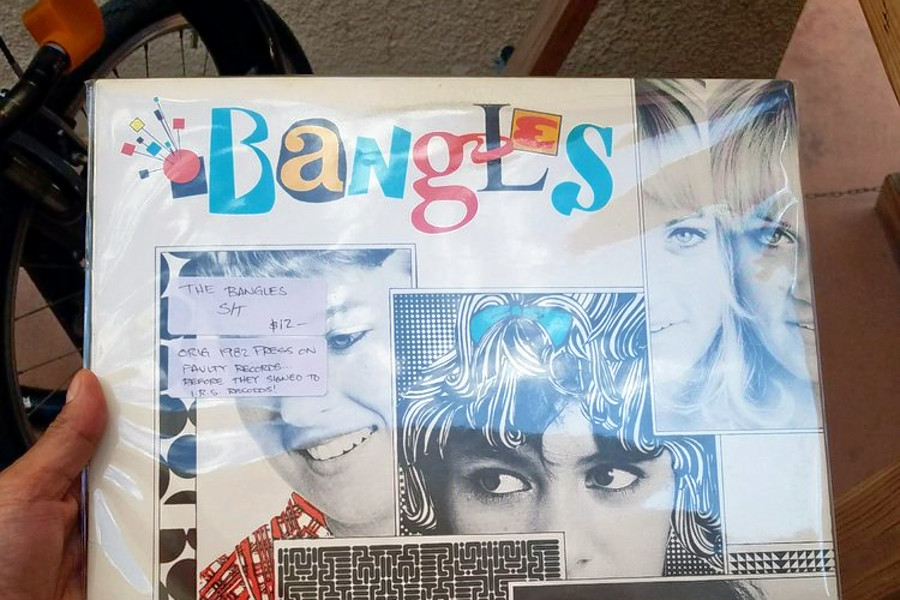 BangLES
THE BANGLES
S/T
$12—
ORIG 1982 PRESS ON
FAULTY RECORDS...
BEFORE THEY SIGNED TO
I.R.S. RECORDS!